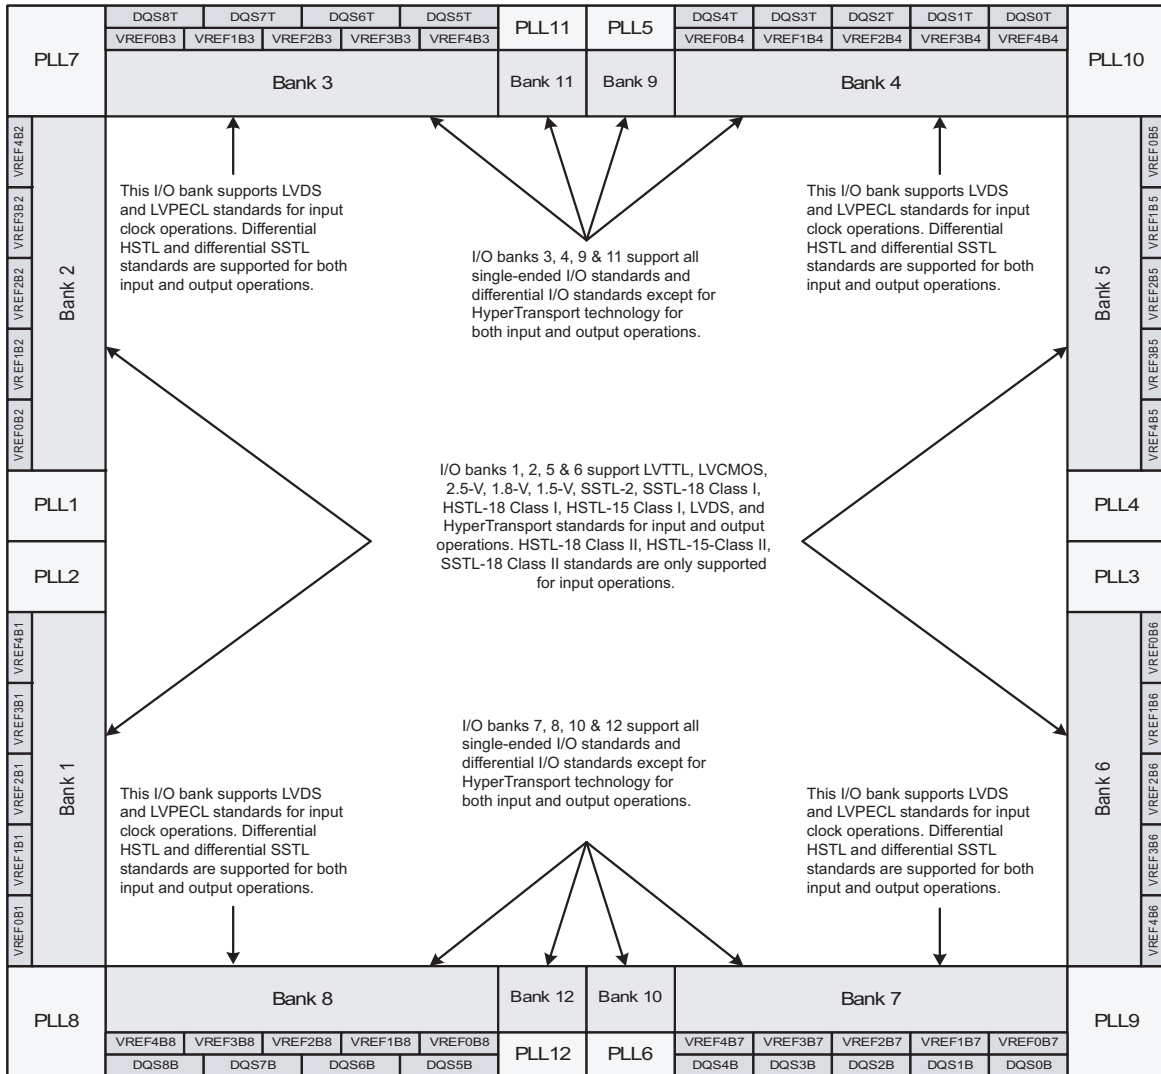 DQS8T DQS7T DQS6T DQS5T
VREF0B3 VREF1B3 VREF2B3 VREF3B3 VREF4B3
PLL7
Bank 3
PLL11
PLL5
Bank 11
Bank 9
DQS4T DQS3T DQS2T DQS1T DQS0T
VREF0B4 VREF1B4 VREF2B4 VREF3B4 VREF4B4
Bank 4
PLL10
VREF4B2
VREF3B2
VREF2B2
VREF1B2
VREF0B2
Bank 2
This I/O bank supports LVDS
and LVPECL standards for input
clock operations. Differential
HSTL and differential SSTL
standards are supported for both
input and output operations.
I/O banks 3, 4, 9 & 11 support all
single-ended I/O standards and
differential I/O standards except for
HyperTransport technology for
both input and output operations.
This I/O bank supports LVDS
and LVPECL standards for input
clock operations. Differential
HSTL and differential SSTL
standards are supported for both
input and output operations.
Bank 5
VREF0B5
VREF1B5
VREF2B5
VREF3B5
VREF4B5
PLL1
PLL2
I/O banks 1, 2, 5 & 6 support LVTTL, LVCMOS,
2.5-V, 1.8-V, 1.5-V, SSTL-2, SSTL-18 Class I,
HSTL-18 Class I, HSTL-15 Class I, LVDS, and
HyperTransport standards for input and output
operations. HSTL-18 Class II, HSTL-15-Class II,
SSTL-18 Class II standards are only supported
for input operations.
PLL4
PLL3
VREF4B1
VREF3B1
VREF2B1
VREF1B1
VREF0B1
Bank 1
This I/O bank supports LVDS
and LVPECL standards for input
clock operations. Differential
HSTL and differential SSTL
standards are supported for both
input and output operations.
I/O banks 7, 8, 10 & 12 support all
single-ended I/O standards and
differential I/O standards except for
HyperTransport technology for
both input and output operations.
This I/O bank supports LVDS
and LVPECL standards for input
clock operations. Differential
HSTL and differential SSTL
standards are supported for both
input and output operations.
Bank 6
VREF0B6
VREF1B6
VREF2B6
VREF3B6
VREF4B6
PLL8
Bank 8
VREF4B8 VREF3B8 VREF2B8 VREF1B8 VREF0B8
DQS8B DQS7B DQS6B DQS5B
Bank 12
Bank 10
PLL12
PLL6
Bank 7
VREF4B7 VREF3B7 VREF2B7 VREF1B7 VREF0B7
DQS4B DQS3B DQS2B DQS1B DQS0B
PLL9